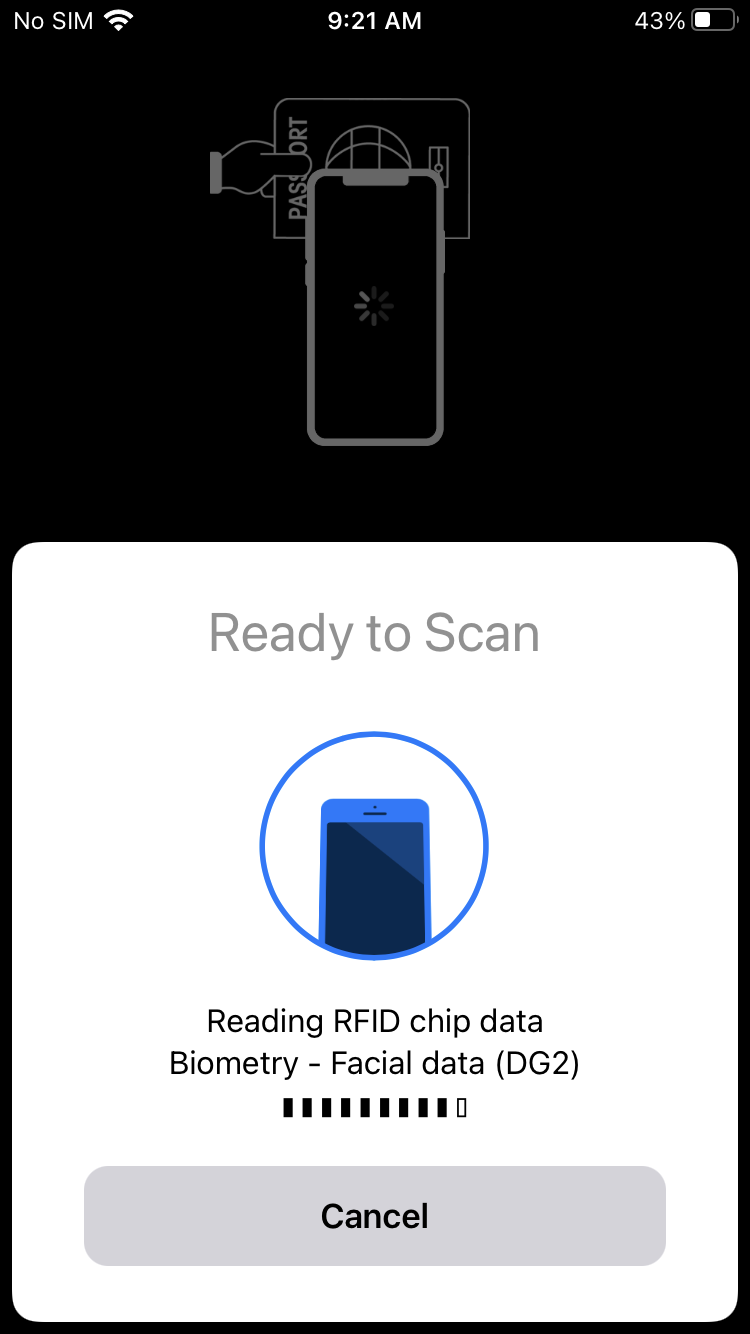 No SIM 9:21 AM 43%
PASSPORT
Ready to Scan
Reading RFID chip data
Biometry - Facial data (DG2)
▮▮▮▮▮▮▮▮▮▯
Cancel